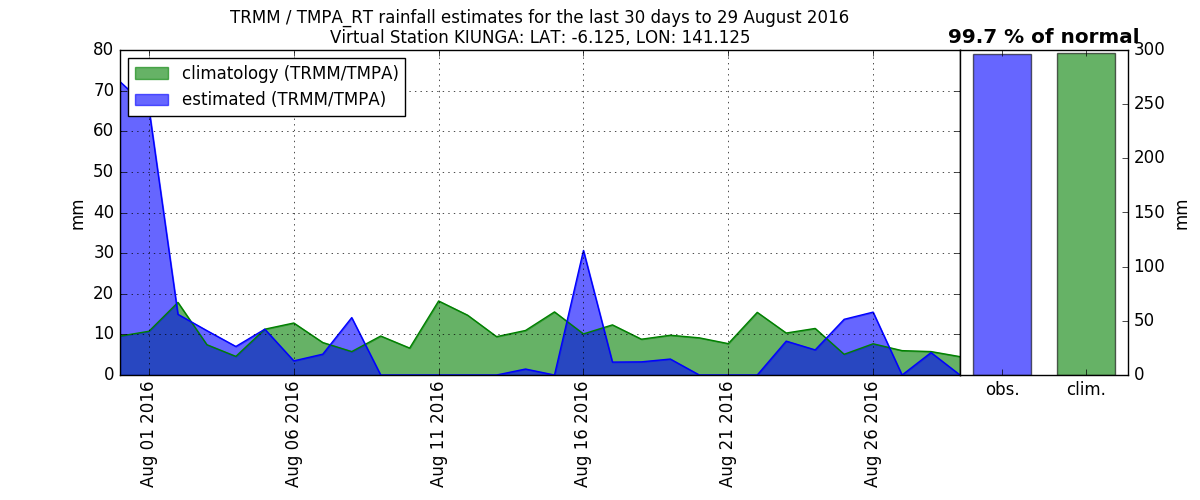 TRMM / TMPA_RT rainfall estimates for the last 30 days to 29 August 2016
Virtual Station KIUNGA: LAT: -6.125, LON: 141.125
99.7 % of normal
climatology (TRMM/TMPA)
estimated (TRMM/TMPA)
80
70
60
50
40
30
20
10
0
mm
Aug 01 2016
Aug 06 2016
Aug 11 2016
Aug 16 2016
Aug 21 2016
Aug 26 2016
obs.
clim.
300
250
200
150
100
50
0
mm